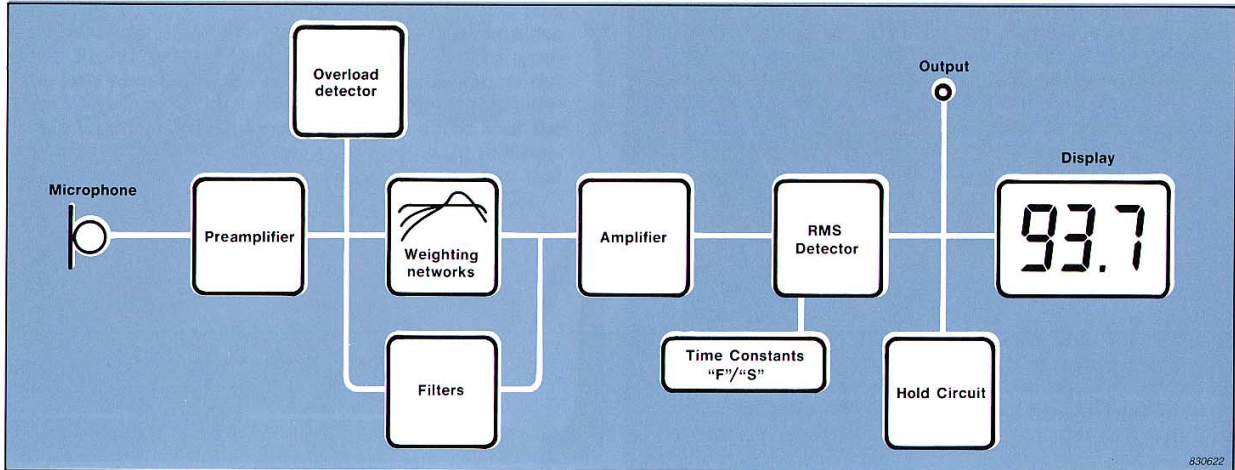 Microphone
Preamplifier
Overload
detector
Weighting
networks
Filters
Amplifier
RMS
Detector
Time Constants
“F”/“S”
Output
Display
93.7
Hold Circuit
830622